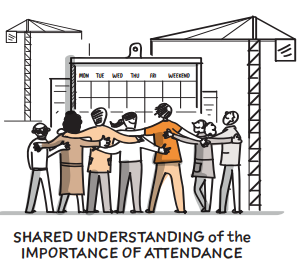 MON TUE WED THU FRI WEEKEND
SHARED UNDERSTANDING of the
IMPORTANCE OF ATTENDANCE